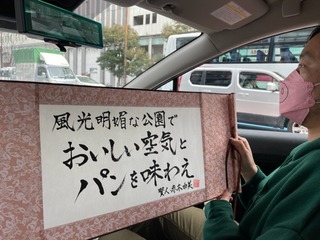 風光明媚な公園で
おいしい空気と
パンを味わえ